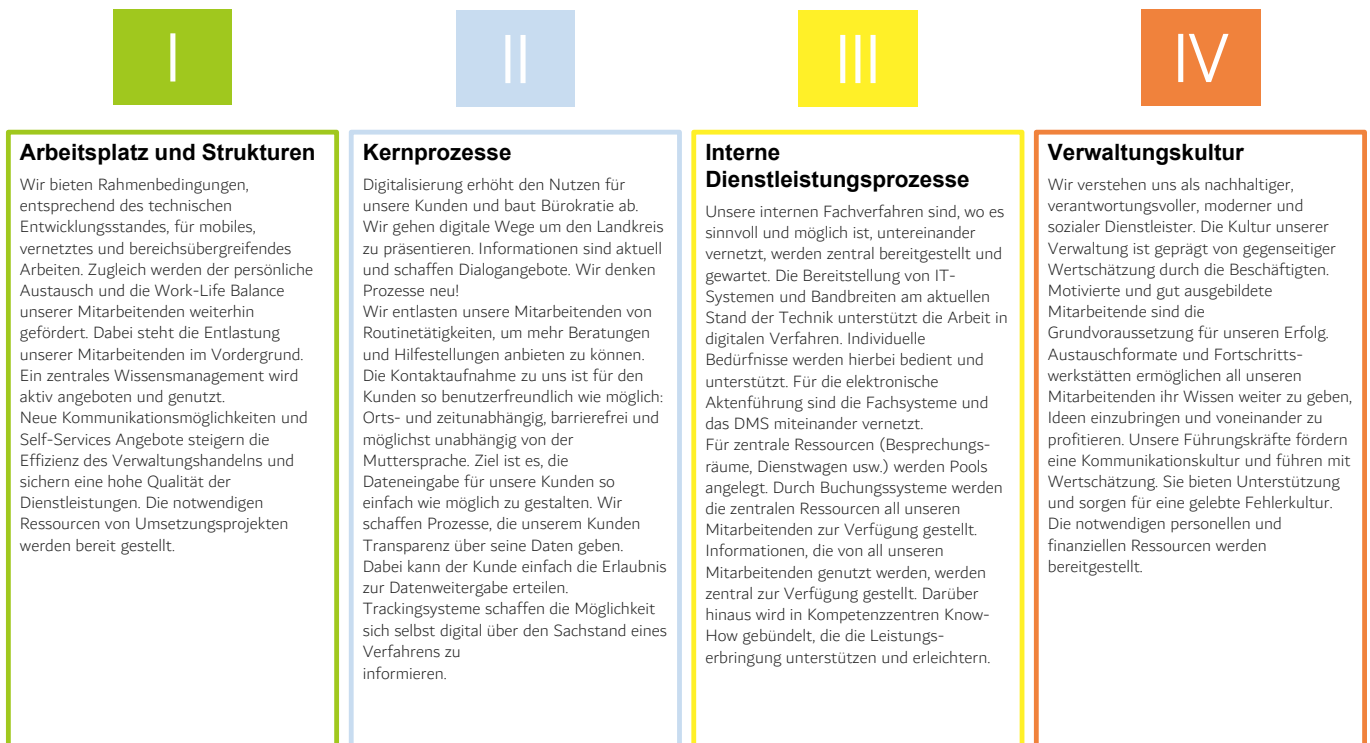 I
II
III
IV
Arbeitsplatz und Strukturen
Wir bieten Rahmenbedingungen,
entsprechend des technischen
Entwicklungsstandes, für mobiles,
vernetztes und bereichsübergreifendes
Arbeiten. Zugleich werden der persönliche
Austausch und die Work-Life Balance
unserer Mitarbeitenden weiterhin
gefördert. Dabei steht die Entlastung
unserer Mitarbeitenden im Vordergrund.
Ein zentrales Wissensmanagement wird
aktiv angeboten und genutzt.
Neue Kommunikationsmöglichkeiten und
Self-Services Angebote steigern die
Effizienz des Verwaltungshandelns und
sichern eine hohe Qualität der
Dienstleistungen. Die notwendigen
Ressourcen von Umsetzungsprojekten
werden bereit gestellt.
Kernprozesse
Digitalisierung erhöht den Nutzen für
unsere Kunden und baut Bürokratie ab.
Wir gehen digitale Wege um den Landkreis
zu präsentieren. Informationen sind aktuell
und schaffen Dialogangebote. Wir denken
Prozesse neu!
Wir entlasten unsere Mitarbeitenden von
Routinetätigkeiten, um mehr Beratungen
und Hilfestellungen anbieten zu können.
Die Kontaktaufnahme zu uns ist für den
Kunden so benutzerfreundlich wie möglich:
Orts- und zeitunabhängig, barrierefrei und
möglichst unabhängig von der
Muttersprache. Ziel ist es, die
Dateneingabe für unsere Kunden so
einfach wie möglich zu gestalten. Wir
schaffen Prozesse, die unserem Kunden
Transparenz über seine Daten geben.
Dabei kann der Kunde einfach die Erlaubnis
zur Datenweitergabe erteilen.
Trackingsysteme schaffen die Möglichkeit
sich selbst digital über den Sachstand eines
Verfahrens zu
informieren.
Interne
Dienstleistungsprozesse
Unsere internen Fachverfahren sind, wo es
sinnvoll und möglich ist, untereinander
vernetzt, werden zentral bereitgestellt und
gewartet. Die Bereitstellung von IT-
Systemen und Bandbreiten am aktuellen
Stand der Technik unterstützt die Arbeit in
digitalen Verfahren. Individuelle
Bedürfnisse werden hierbei bedient und
unterstützt. Für die elektronische
Aktenführung sind die Fachsysteme und
das DMS miteinander vernetzt.
Für zentrale Ressourcen (Besprechungs-
räume, Dienstwagen usw.) werden Pools
angelegt. Durch Buchungssysteme werden
die zentralen Ressourcen all unseren
Mitarbeitenden zur Verfügung gestellt.
Informationen, die von all unseren
Mitarbeitenden genutzt werden, werden
zentral zur Verfügung gestellt. Darüber
hinaus wird in Kompetenzzentren Know-
How gebündelt, die die Leistungs-
erbringung unterstützen und erleichtern.
Verwaltungskultur
Wir verstehen uns als nachhaltiger,
verantwortungsvoller, moderner und
sozialer Dienstleister. Die Kultur unserer
Verwaltung ist geprägt von gegenseitiger
Wertschätzung durch die Beschäftigten.
Motivierte und gut ausgebildete
Mitarbeitende sind die
Grundvoraussetzung für unseren Erfolg.
Austauschformate und Fortschritts-
werkstätten ermöglichen all unseren
Mitarbeitenden ihr Wissen weiter zu geben,
Ideen einzubringen und voneinander zu
profitieren. Unsere Führungskräfte fördern
eine Kommunikationskultur und führen mit
Wertschätzung. Sie bieten Unterstützung
und sorgen für eine gelebte Fehlerkultur.
Die notwendigen personellen und
finanziellen Ressourcen werden
bereitgestellt.